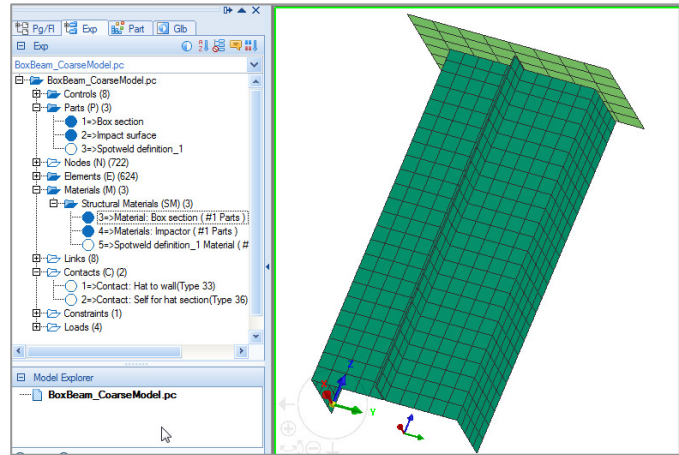 Pg/Fl Exp Part Glb
Exp
BoxBeam_CoarseModel.pc
BoxBeam_CoarseModel.pc
Controls (8)
Parts (P) (3)
1=>Box section
2=>Impact surface
3=>Spotweld definition_1
Nodes (N) (722)
Elements (E) (624)
Materials (M) (3)
Structural Materials (SM) (3)
3=>Material: Box section ( #1 Parts )
4=>Materials: Impactor ( #1 Parts )
5=>Spotweld definition_1 Material ( #
Links (8)
Contacts (C) (2)
1=>Contact: Hat to wall(Type 33)
2=>Contact: Self for hat section(Type 36)
Constraints (1)
Loads (4)
Model Explorer
BoxBeam_CoarseModel.pc
Z
Y